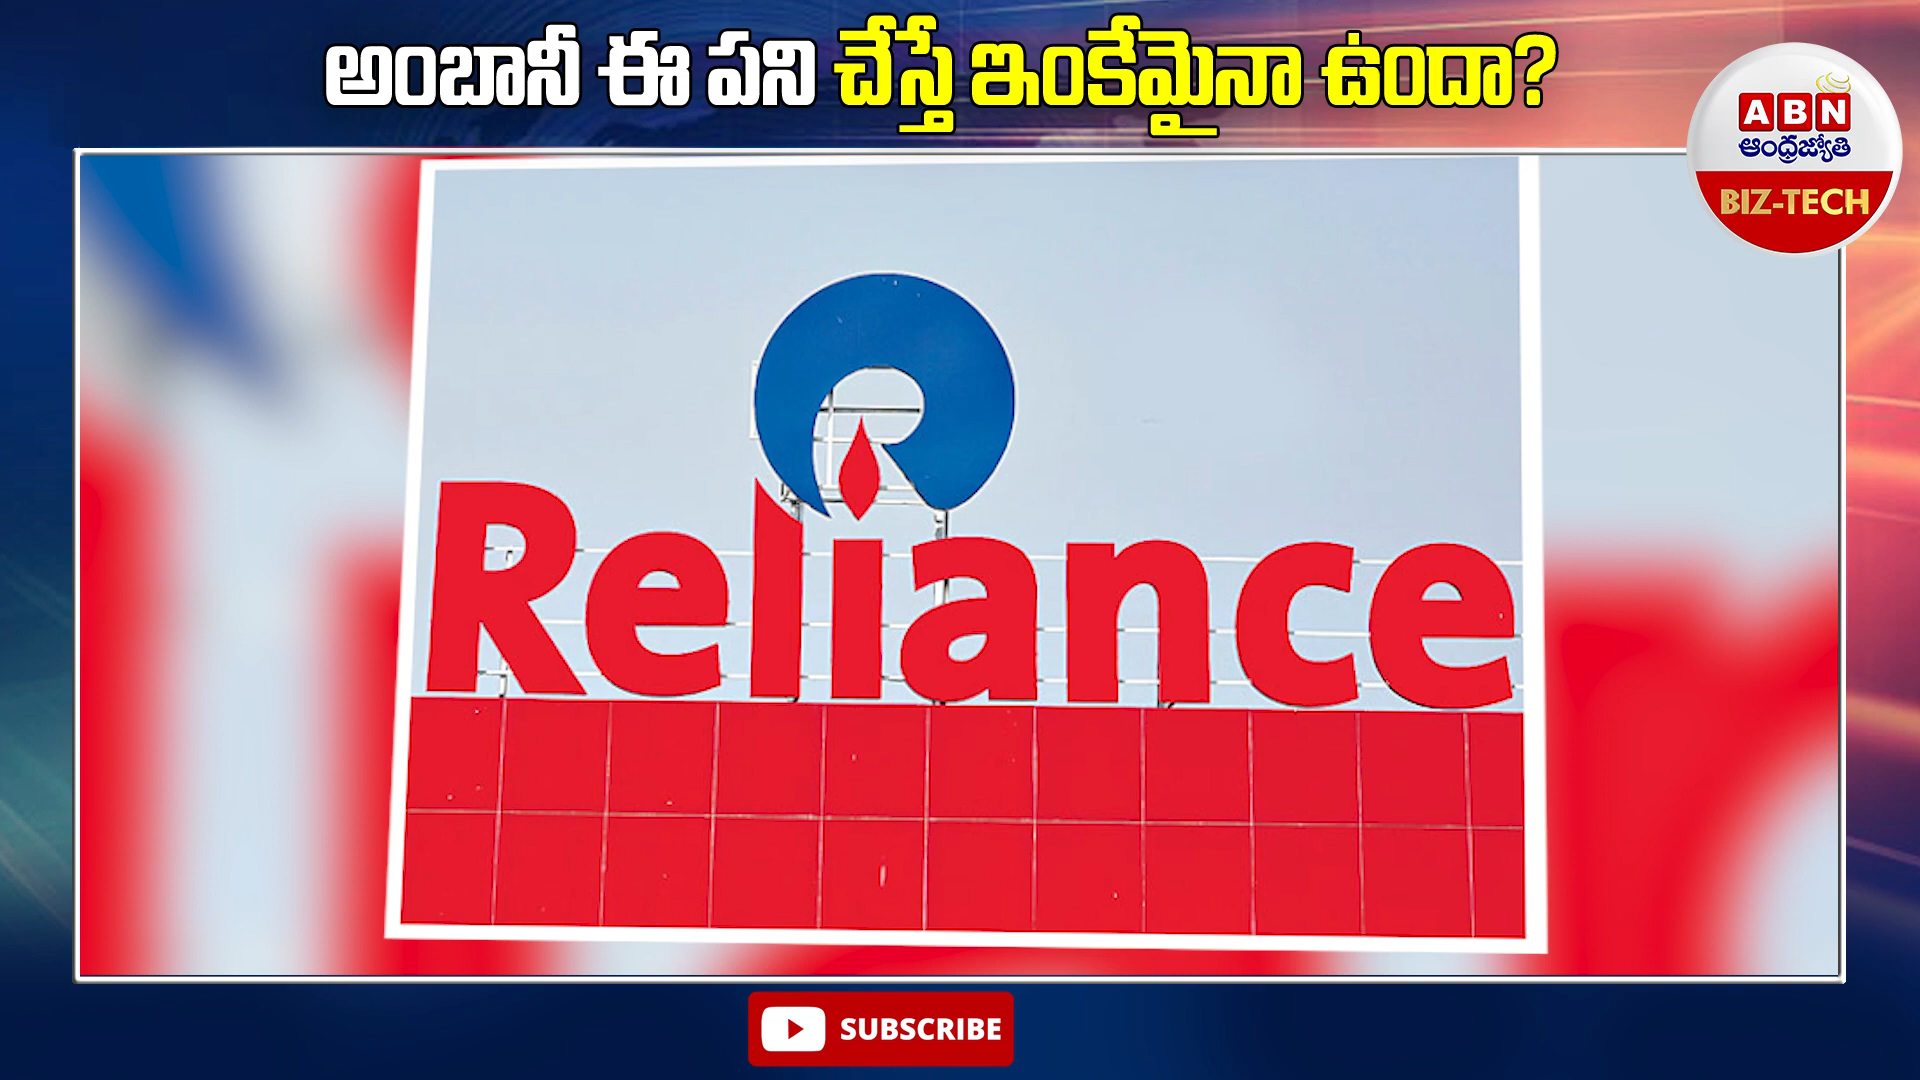 అంబానీ ఈ పని చేస్తే ఇంకేమైనా ఉందా?
ABN
ఆంధ్రజ్యోతి
BIZ-TECH
Reliance
SUBSCRIBE